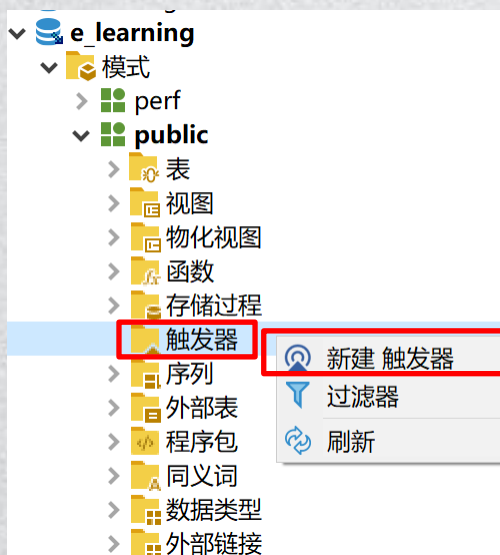 e_learning
模式
perf
public
表
视图
物化视图
函数
存储过程
触发器
新建 触发器
序列
过滤器
外部表
程序包
刷新
同义词
数据类型
外部链接